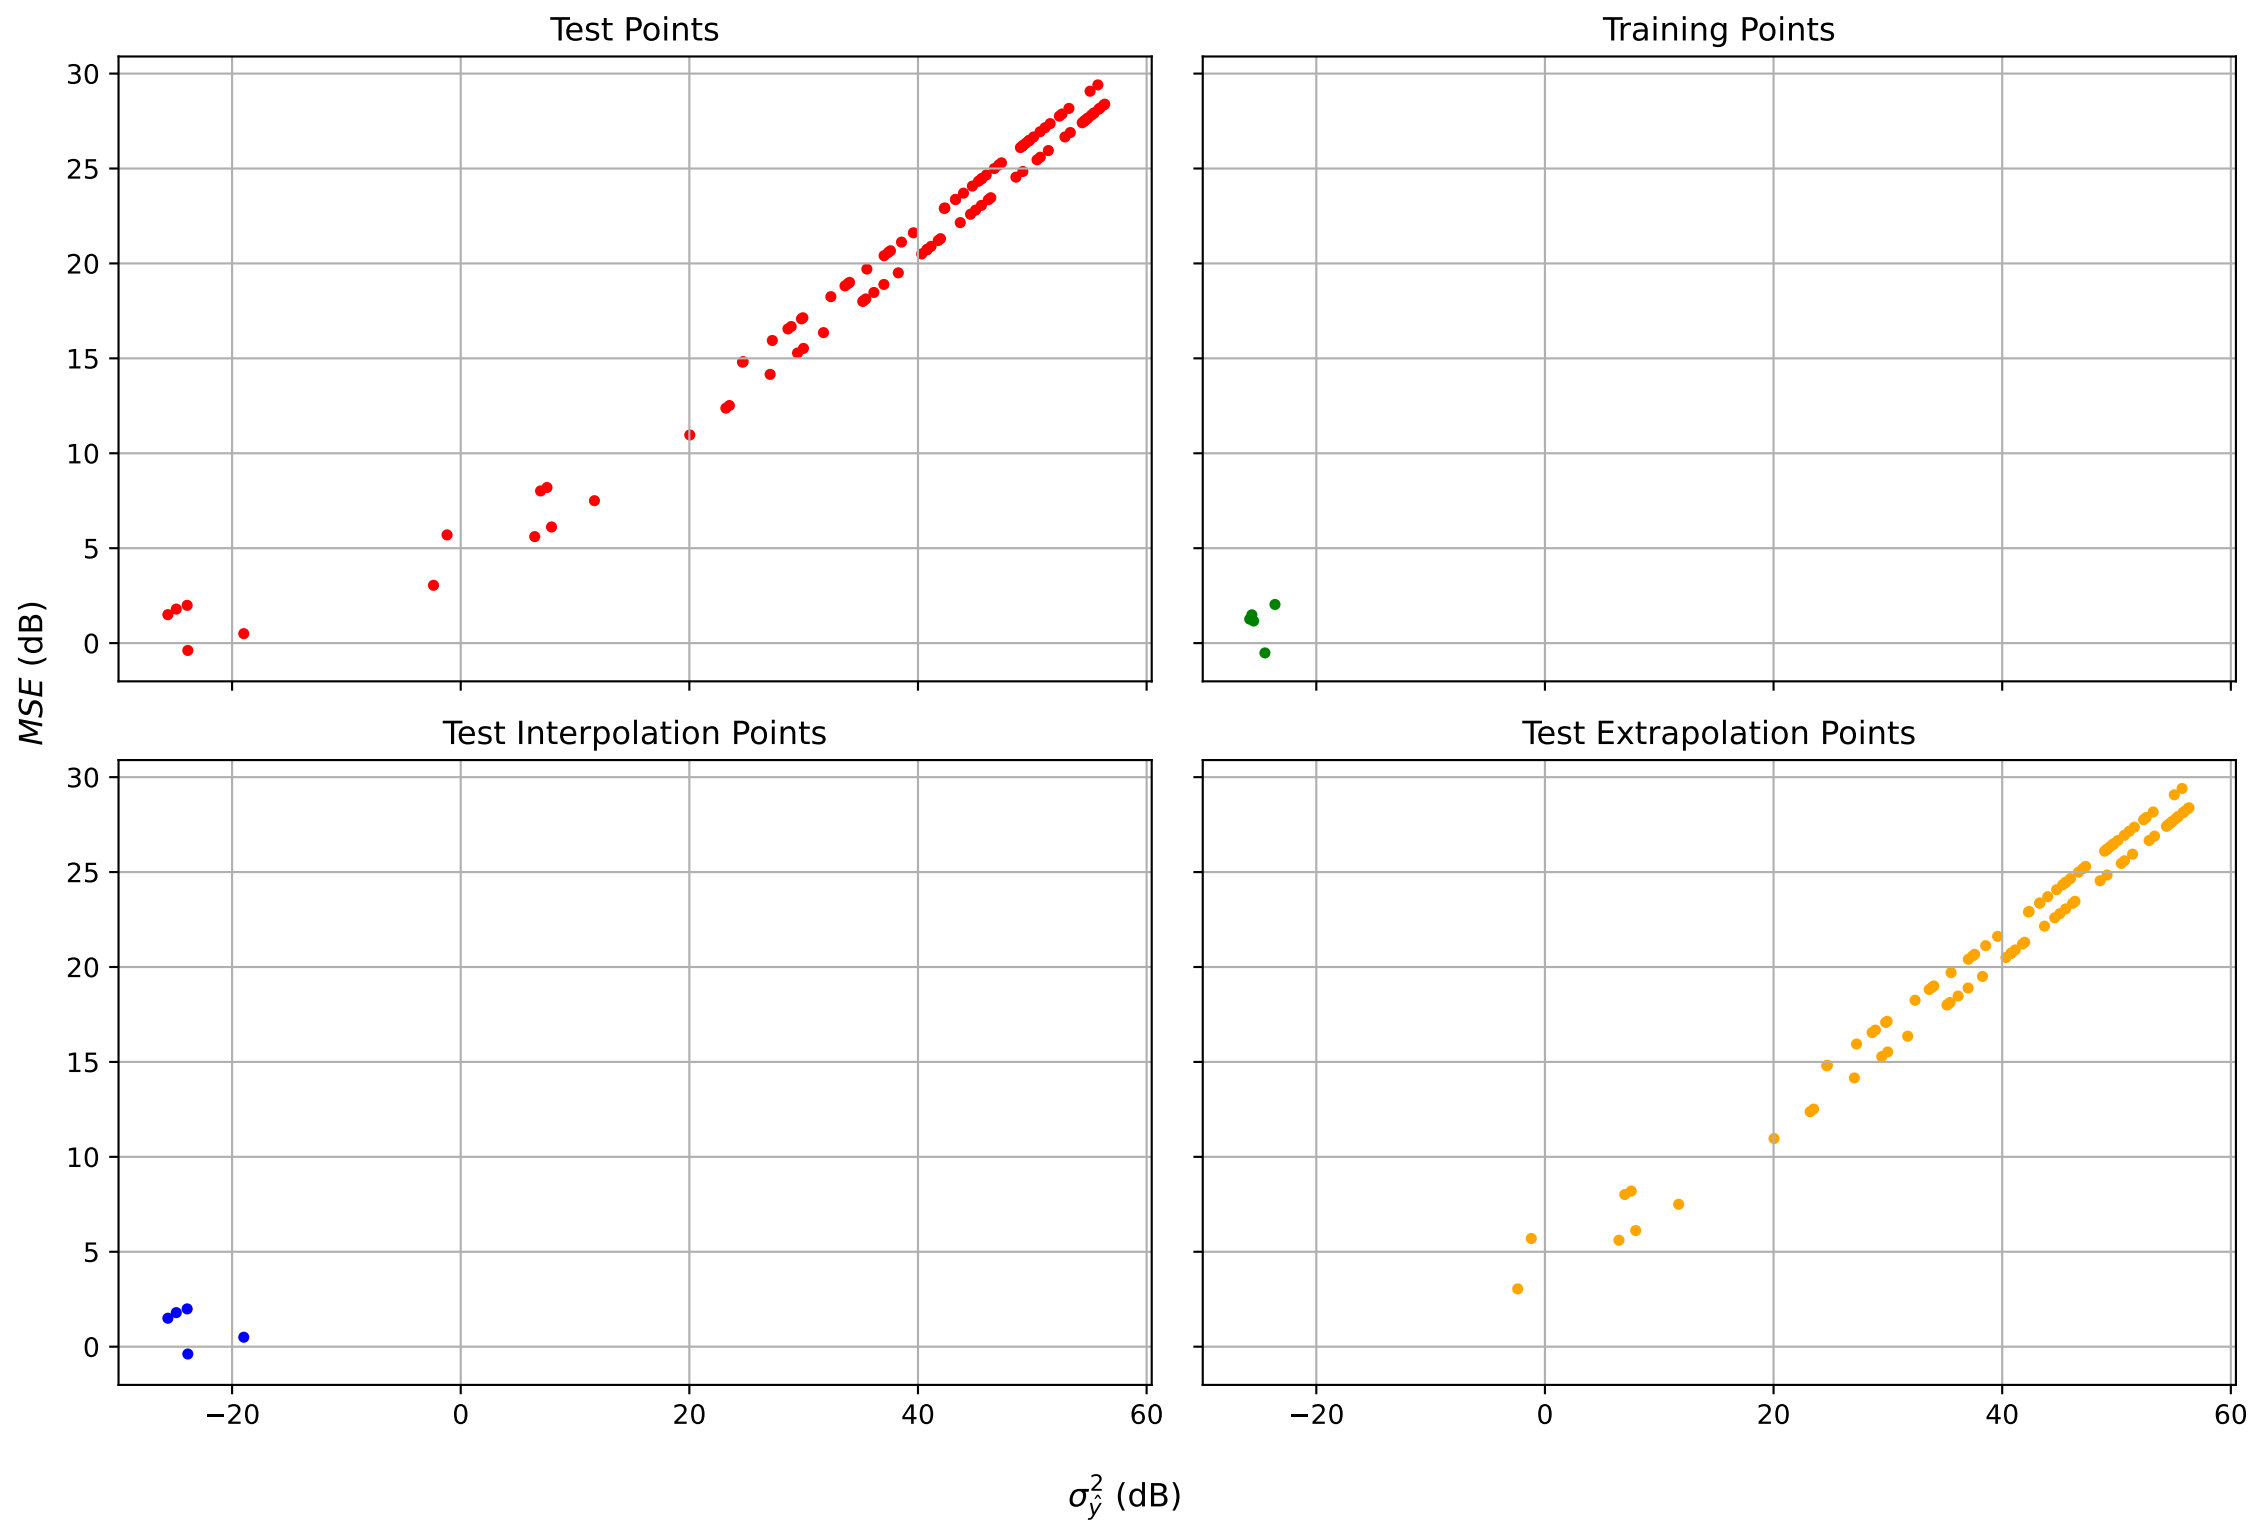 Test Points
Training Points
30
25
20
15
10
5
0
MSE (dB)
Test Interpolation Points
Test Extrapolation Points
30
25
20
15
10
5
0
−20 0 20 40 60
−20 0 20 40 60
σ²_ŷ (dB)